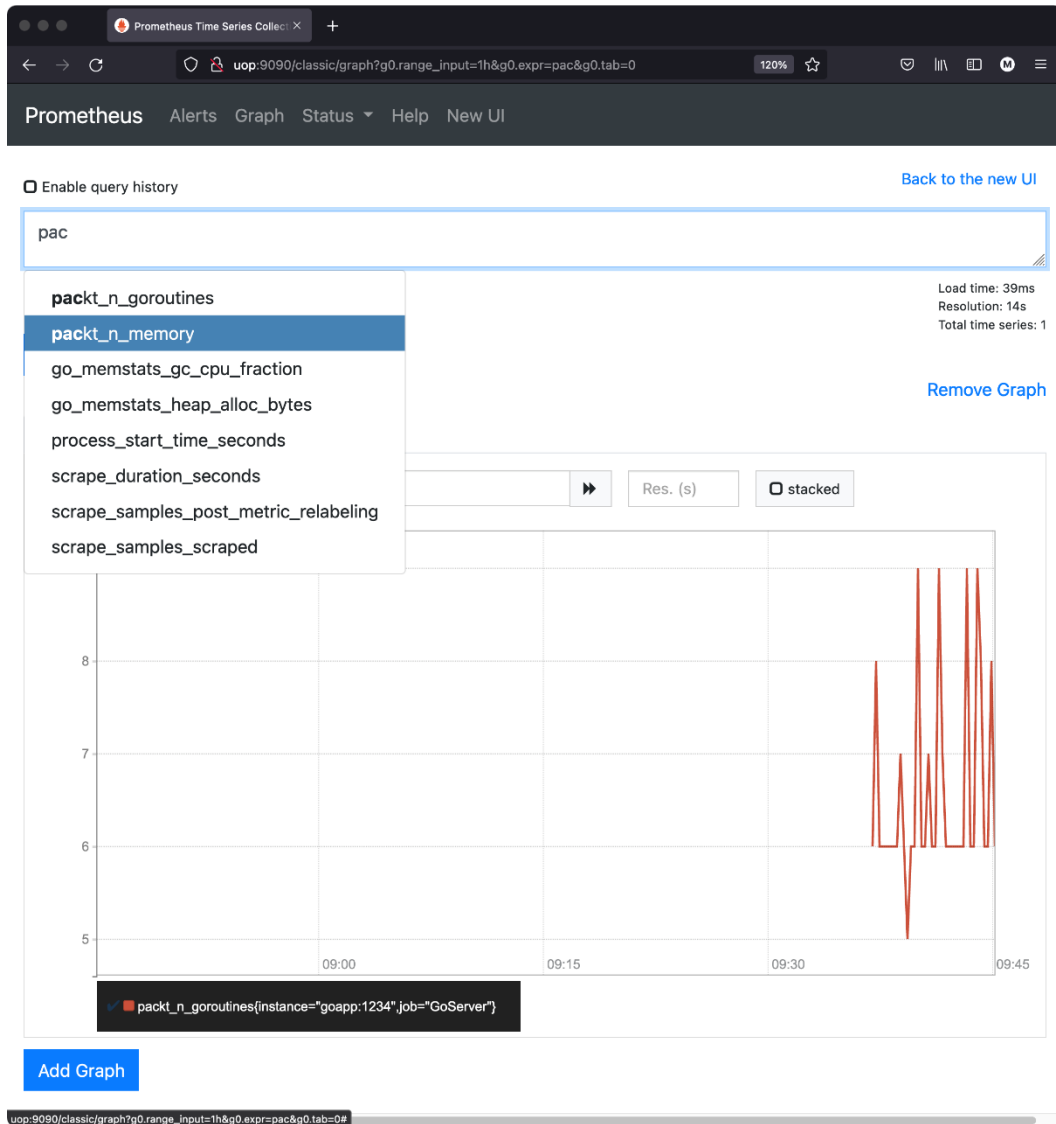 Prometheus Time Series Collect
uop:9090/classic/graph?g0.range_input=1h&g0.expr=pac&g0.tab=0
120%
M
Prometheus Alerts Graph Status Help New UI
Enable query history
Back to the new UI
pac
packt_n_goroutines
packt_n_memory
go_memstats_gc_cpu_fraction
go_memstats_heap_alloc_bytes
process_start_time_seconds
scrape_duration_seconds
scrape_samples_post_metric_relabeling
scrape_samples_scraped
Load time: 39ms
Resolution: 14s
Total time series: 1
Remove Graph
Res. (s)
stacked
8
7
6
5
09:00 09:15 09:30 09:45
packt_n_goroutines{instance="goapp:1234",job="GoServer"}
Add Graph
uop:9090/classic/graph?g0.range_input=1h&g0.expr=pac&g0.tab=0#